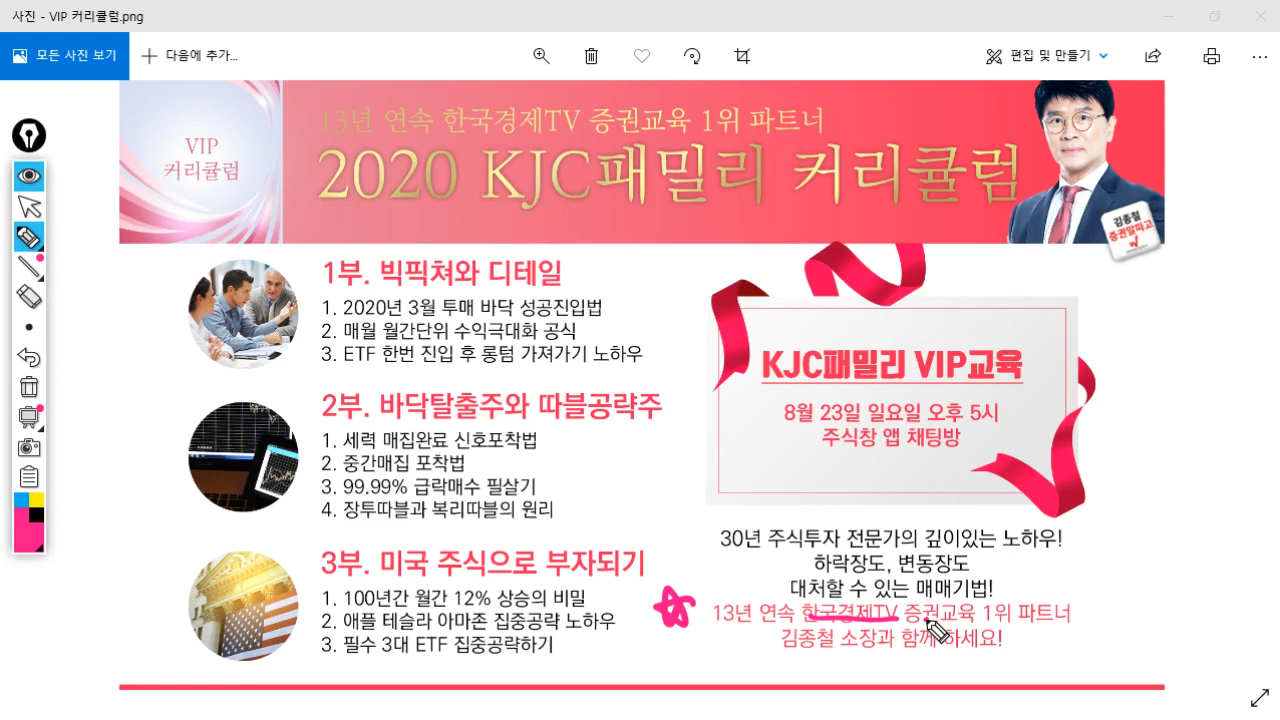 사진 - VIP 커리큘럼.png
모든 사진 보기
다음에 추가...
편집 및 만들기
VIP
커리큘럼
13년 연속 한국경제TV 증권교육 1위 파트너
2020 KJC패밀리 커리큘럼
김종철
증권알파고
1부. 빅픽쳐와 디테일
1. 2020년 3월 투매 바닥 성공진입법
2. 매월 월간단위 수익극대화 공식
3. ETF 한번 진입 후 롱텀 가져가기 노하우
2부. 바닥탈출주와 따블공략주
1. 세력 매집완료 신호포착법
2. 중간매집 포착법
3. 99.99% 급락매수 필살기
4. 장투따블과 복리따블의 원리
3부. 미국 주식으로 부자되기
1. 100년간 월간 12% 상승의 비밀
2. 애플 테슬라 아마존 집중공략 노하우
3. 필수 3대 ETF 집중공략하기
KJC패밀리 VIP교육
8월 23일 일요일 오후 5시
주식창 앱 채팅방
30년 주식투자 전문가의 깊이있는 노하우!
하락장도, 변동장도
대처할 수 있는 매매기법!
13년 연속 한국경제TV 증권교육 1위 파트너
김종철 소장과 함께 하세요!